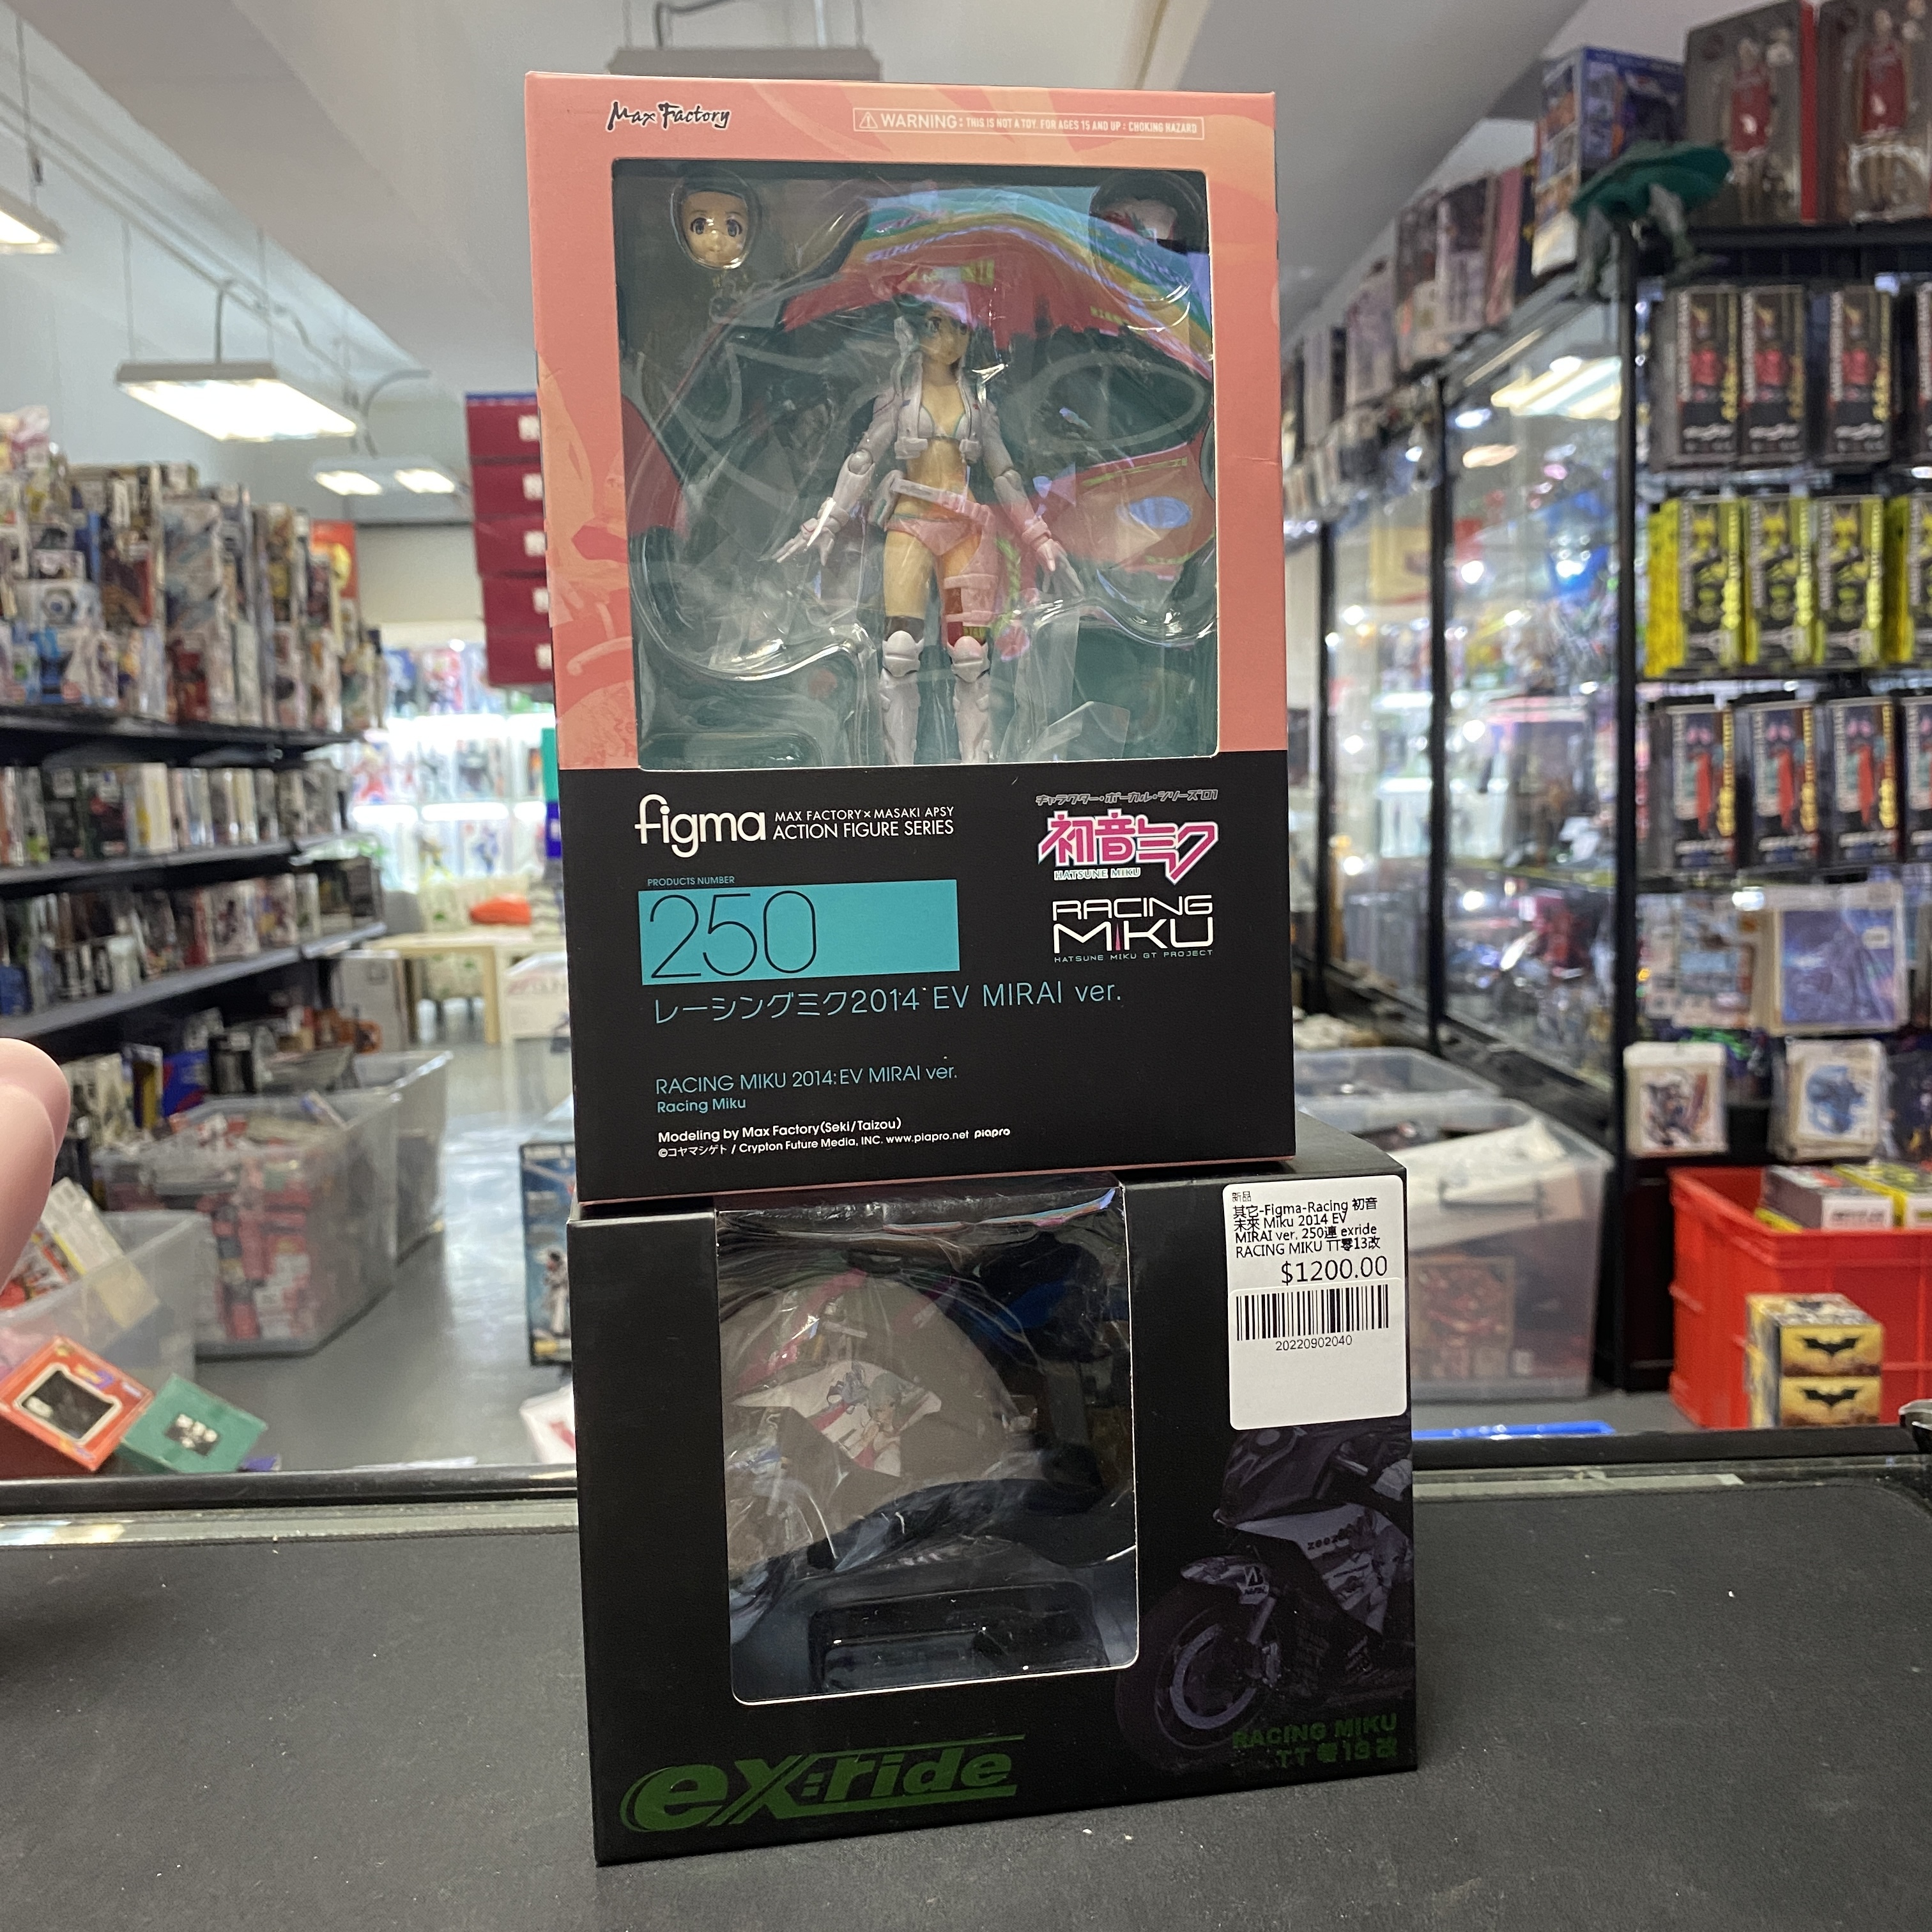 Max Factory
WARNING: THIS IS NOT A TOY. FOR AGES 15 AND UP : CHOKING HAZARD
figma
MAX FACTORY×MASAKI APSY
ACTION FIGURE SERIES
キャラクター・ボーカル・シリーズ01
初音ミク
HATSUNE MIKU
RACING
MIKU
HATSUNE MIKU GT PROJECT
PRODUCTS NUMBER
250
レーシングミク2014 EV MIRAI ver.
RACING MIKU 2014:EV MIRAI ver.
Racing Miku
Modeling by Max Factory(Seki/Taizou)
©コヤマシゲト / Crypton Future Media, INC. www.piapro.net piapro
新品
其它-Figma-Racing 初音
未來 Miku 2014 EV
MIRAI ver. 250連 exride
RACING MIKU TT零13改
$1200.00
20220902040
ex:ride
RACING MIKU
TT零13改